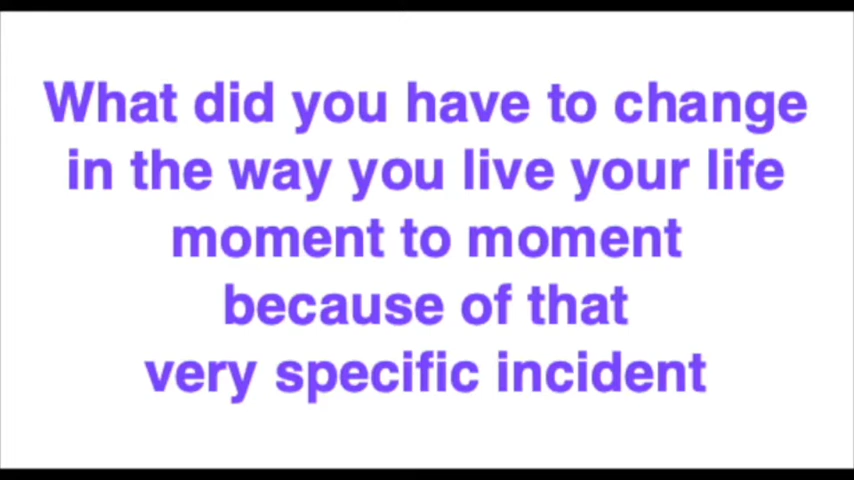 What did you have to change
in the way you live your life
moment to moment
because of that
very specific incident